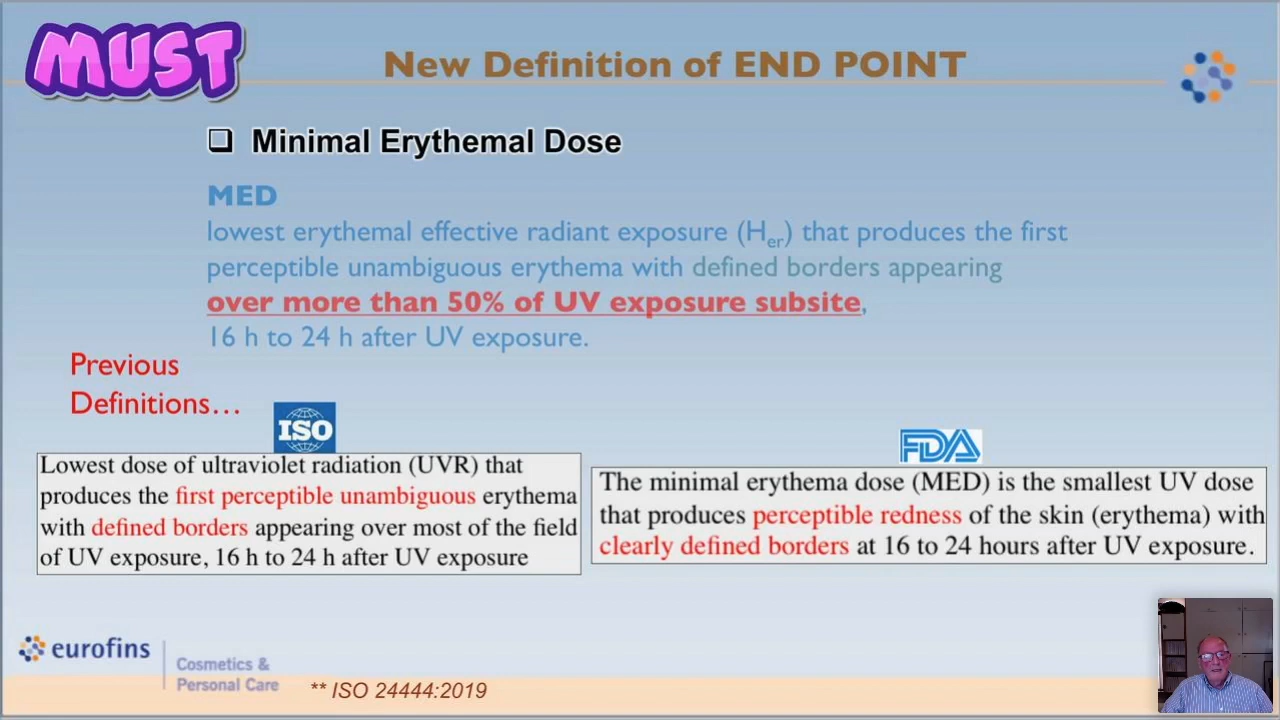 MUST
New Definition of END POINT
❑ Minimal Erythemal Dose
MED
lowest erythemal effective radiant exposure (Her) that produces the first
perceptible unambiguous erythema with defined borders appearing
over more than 50% of UV exposure subsite,
16 h to 24 h after UV exposure.
Previous
Definitions…
ISO
Lowest dose of ultraviolet radiation (UVR) that
produces the first perceptible unambiguous erythema
with defined borders appearing over most of the field
of UV exposure, 16 h to 24 h after UV exposure
FDA
The minimal erythema dose (MED) is the smallest UV dose
that produces perceptible redness of the skin (erythema) with
clearly defined borders at 16 to 24 hours after UV exposure.
eurofins
Cosmetics &
Personal Care
** ISO 24444:2019